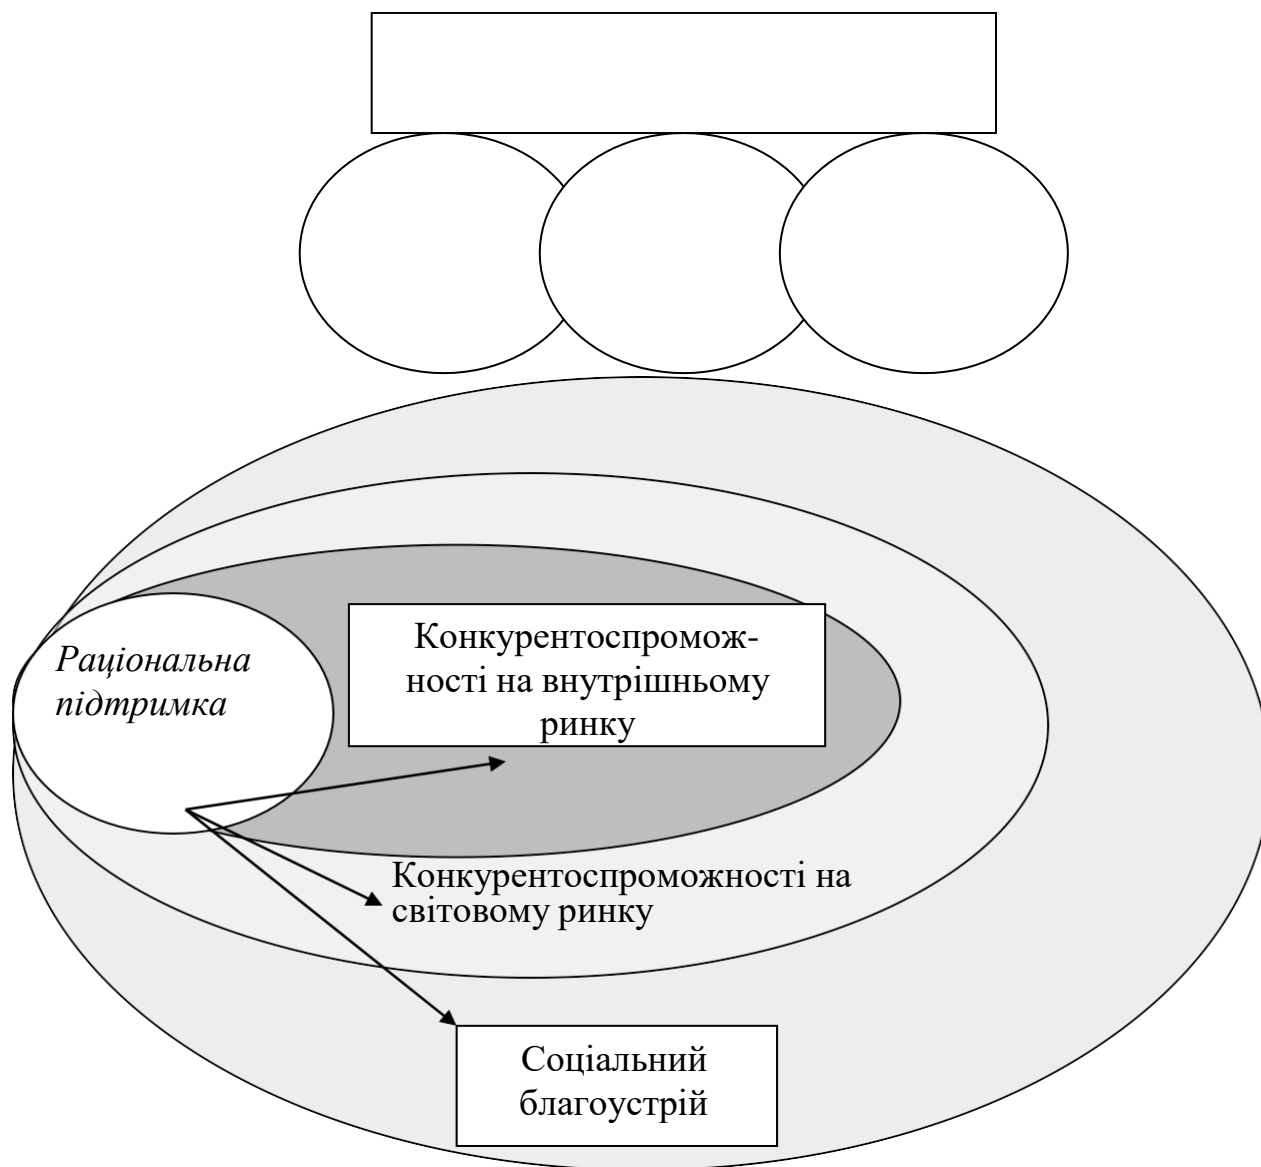 Раціональна
підтримка
Конкурентоспромож-
ності на внутрішньому
ринку
Конкурентоспроможності на
світовому ринку
Соціальний
благоустрій